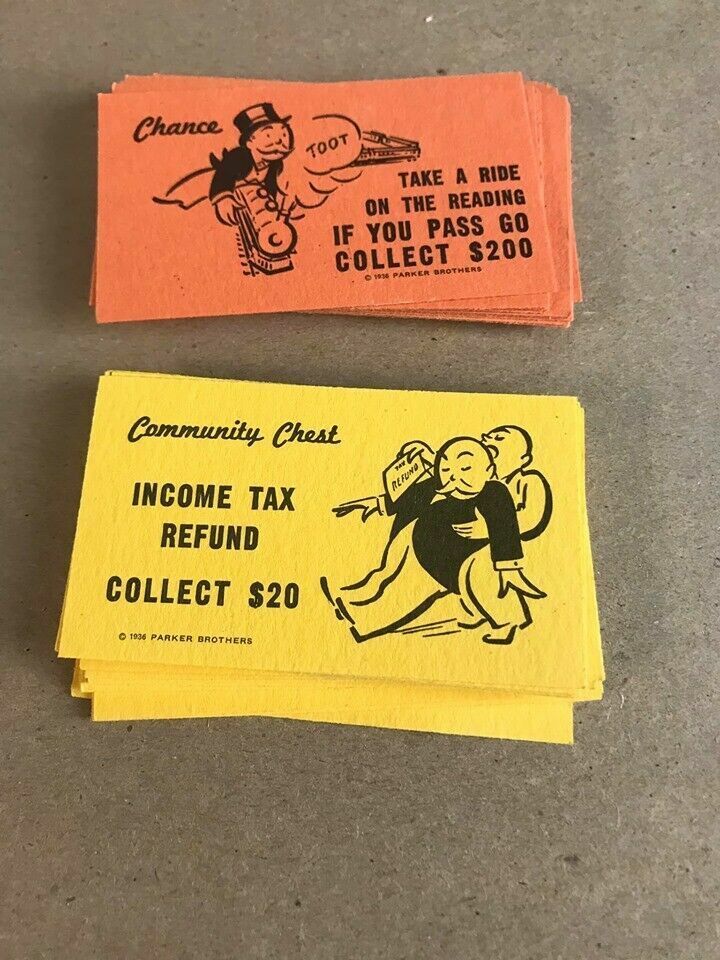 Chance
TOOT
TAKE A RIDE
ON THE READING
IF YOU PASS GO
COLLECT $200
© 1936 PARKER BROTHERS
Community Chest
TAX
REFUND
INCOME TAX
REFUND
COLLECT $20
© 1936 PARKER BROTHERS